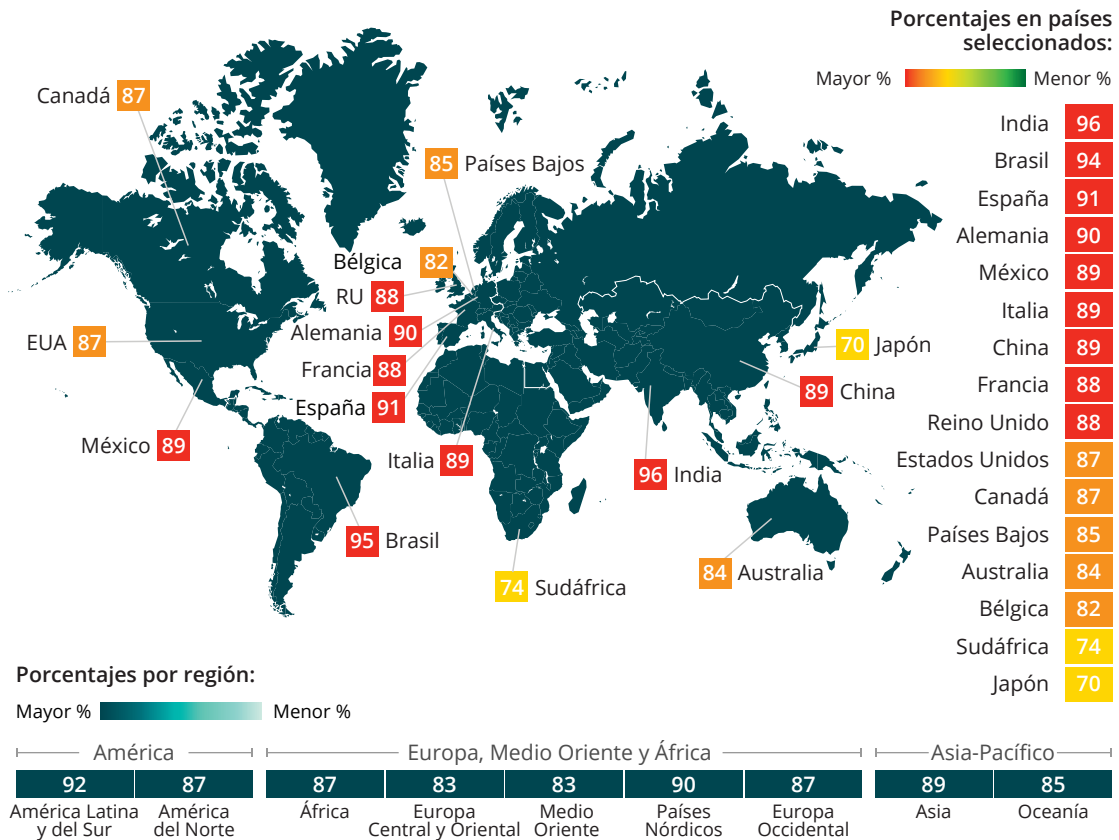 Porcentajes en países
seleccionados:
Mayor % Menor %
Canadá 87
85 Países Bajos
Bélgica 82
RU 88
Alemania 90
EUA 87
Francia 88
España 91
México 89
Italia 89
70 Japón
89 China
96 India
95 Brasil
74 Sudáfrica
84 Australia
India 96
Brasil 94
España 91
Alemania 90
México 89
Italia 89
China 89
Francia 88
Reino Unido 88
Estados Unidos 87
Canadá 87
Países Bajos 85
Australia 84
Bélgica 82
Sudáfrica 74
Japón 70
Porcentajes por región:
Mayor % Menor %
América Europa, Medio Oriente y África Asia-Pacífico
92 87 87 83 83 90 87 89 85
América Latina América África Europa Medio Países Europa Asia Oceanía
y del Sur del Norte Central y Oriental Oriente Nórdicos Occidental